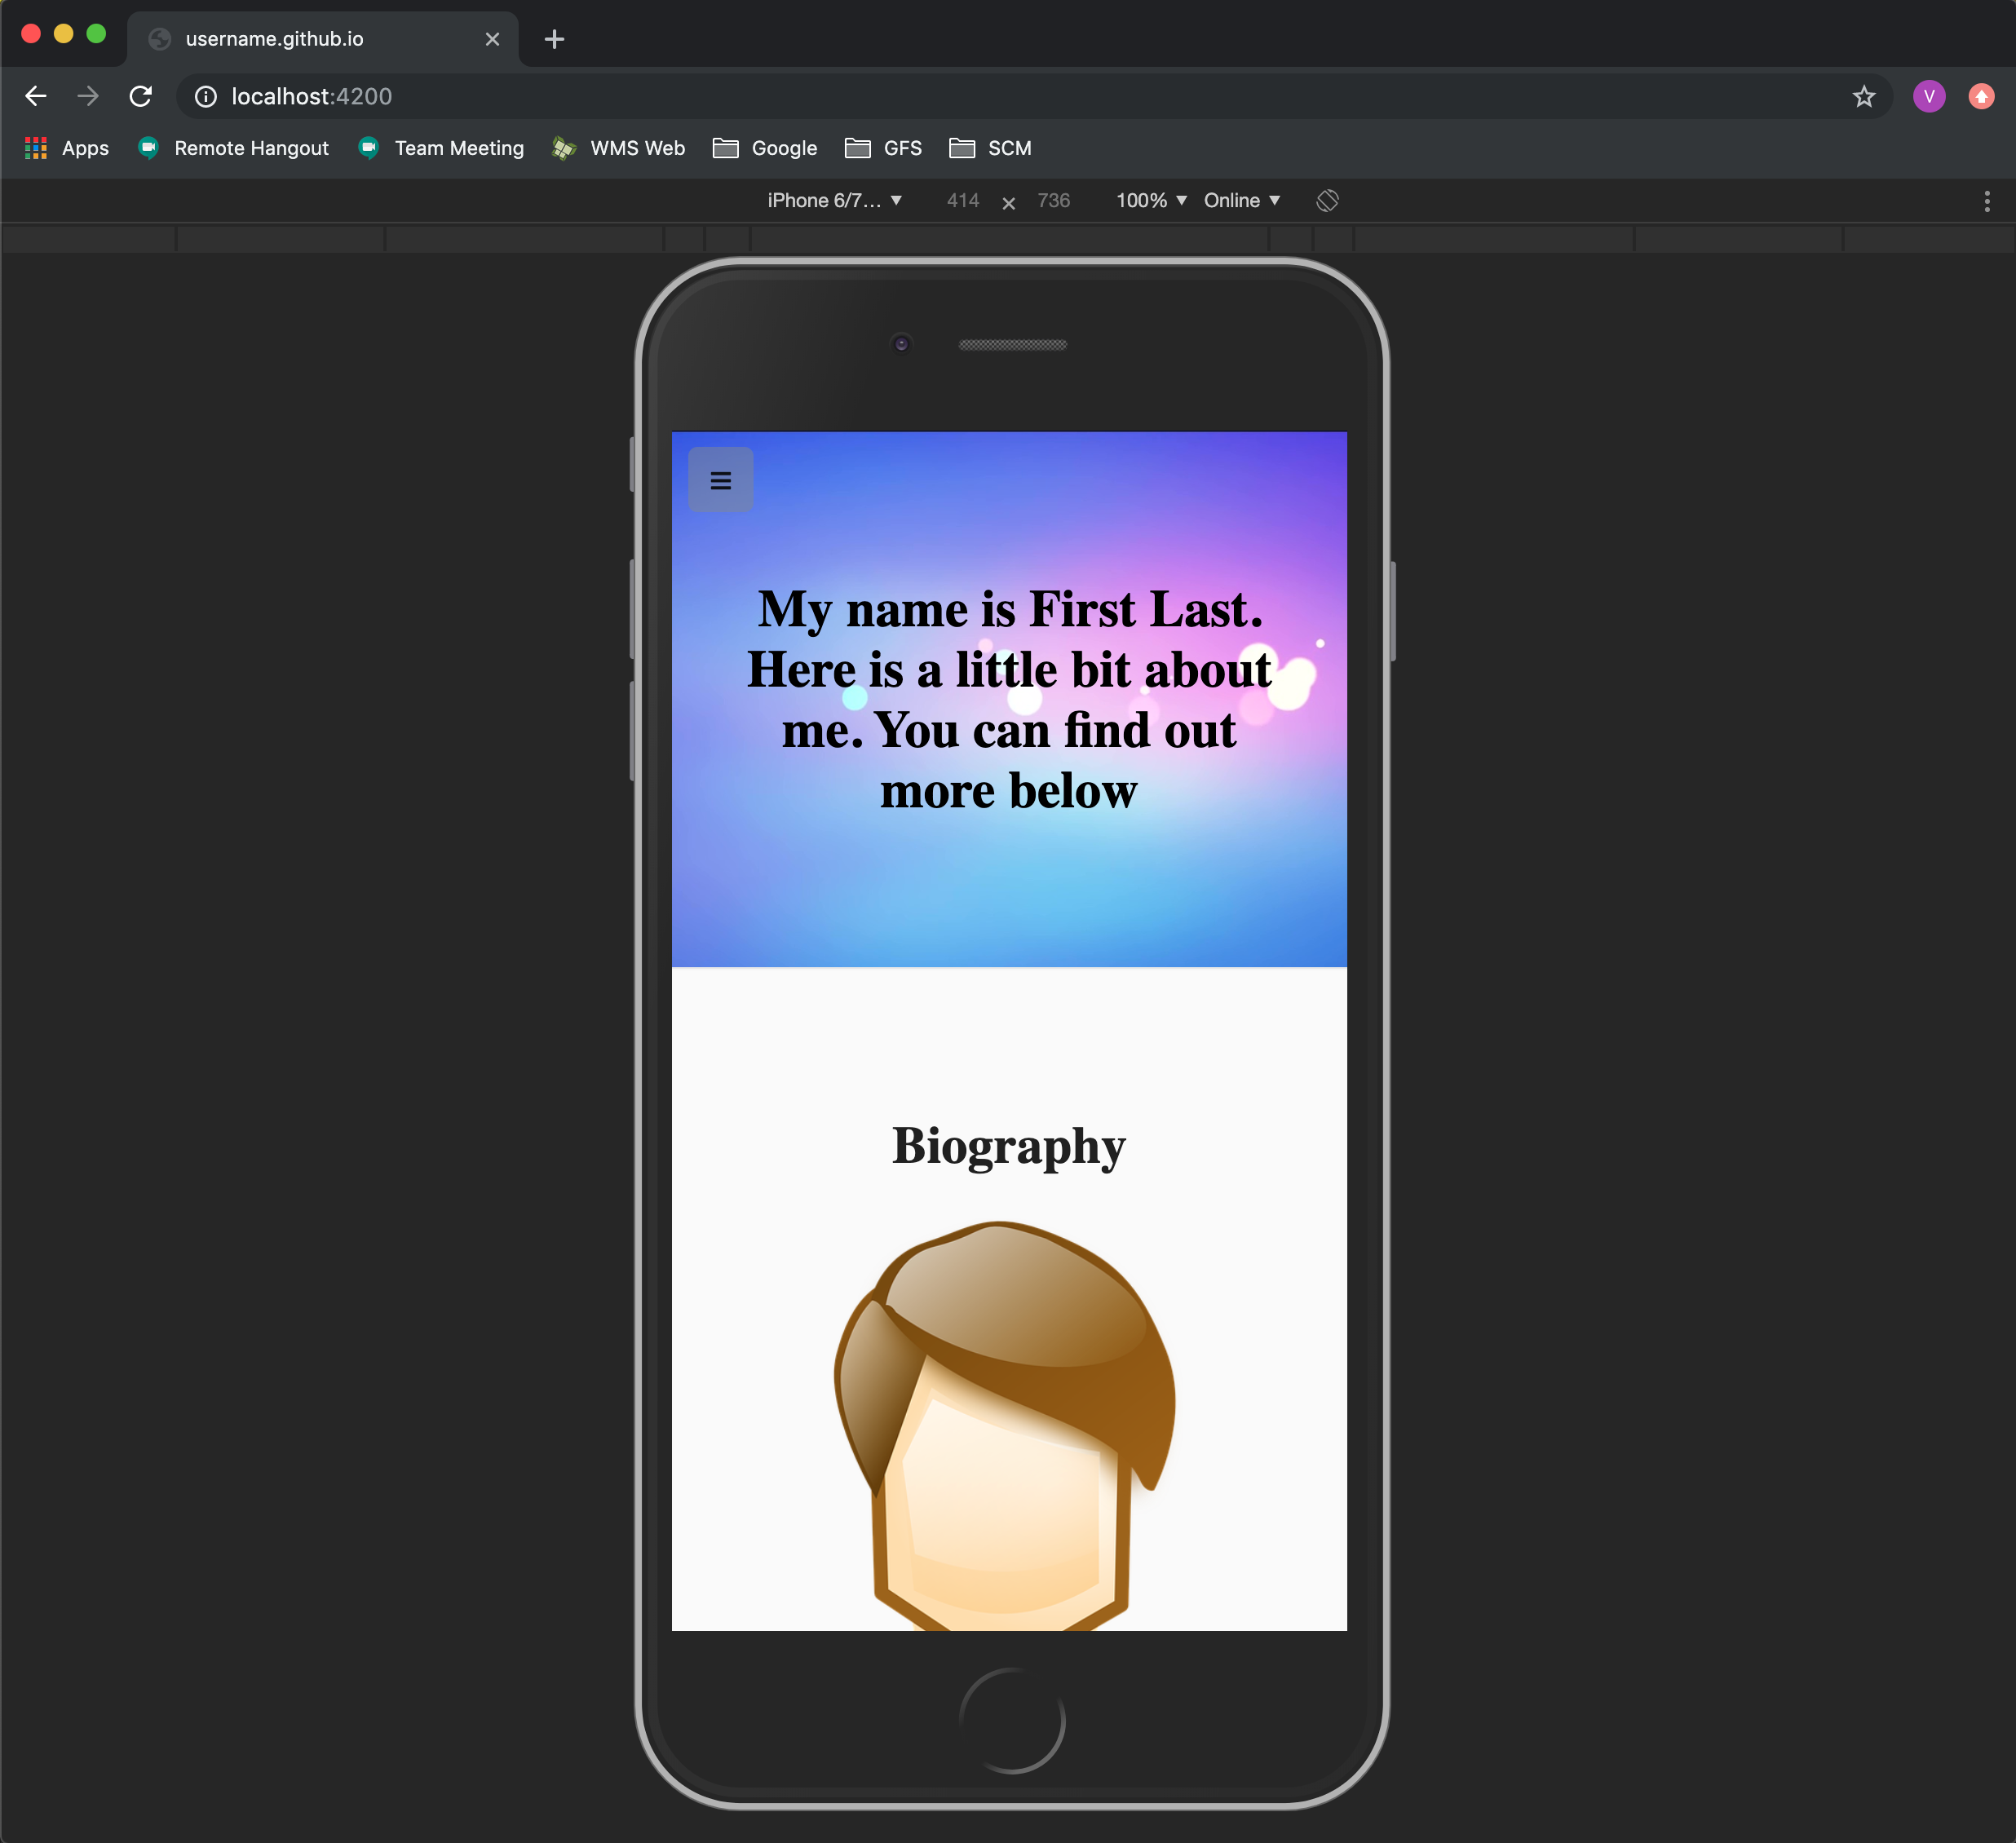 username.github.io
localhost:4200
V
Apps Remote Hangout Team Meeting WMS Web Google GFS SCM
iPhone 6/7... 414 × 736 100% Online
My name is First Last.
Here is a little bit about
me. You can find out
more below
Biography